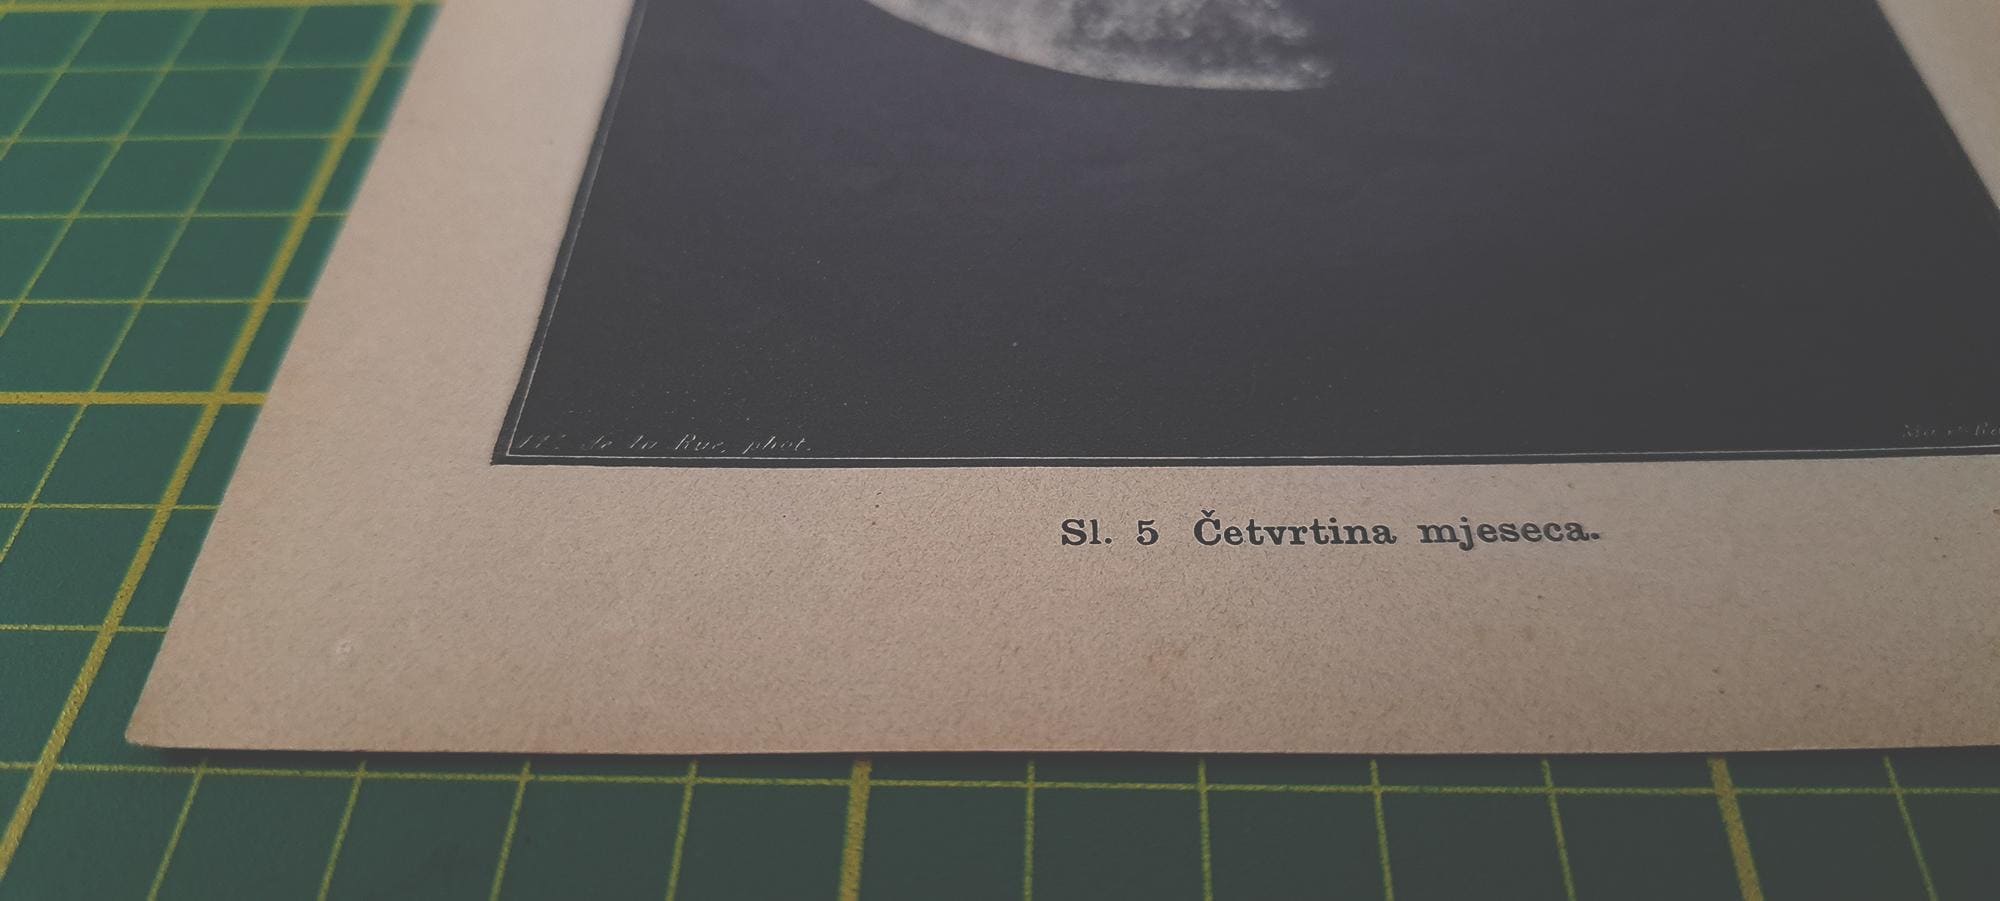 de la Rue, phot.
Sl. 5 Četvrtina mjeseca.